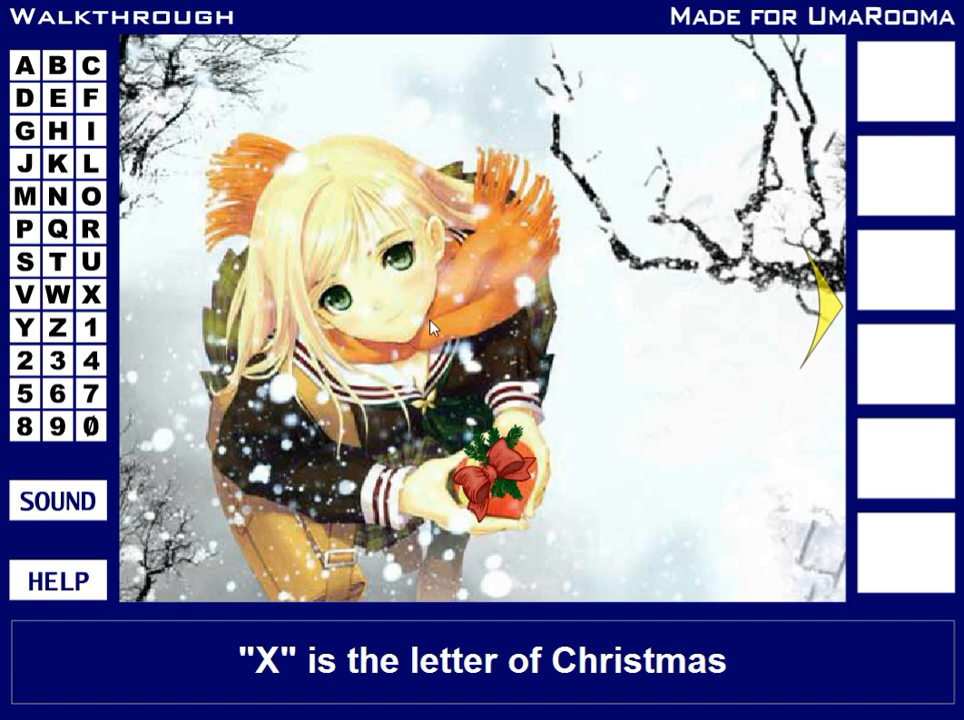 WALKTHROUGH
MADE FOR UMAROOMA
A B C
D E F
G H I
J K L
M N O
P Q R
S T U
V W X
Y Z 1
2 3 4
5 6 7
8 9 0
SOUND
HELP
"X" is the letter of Christmas